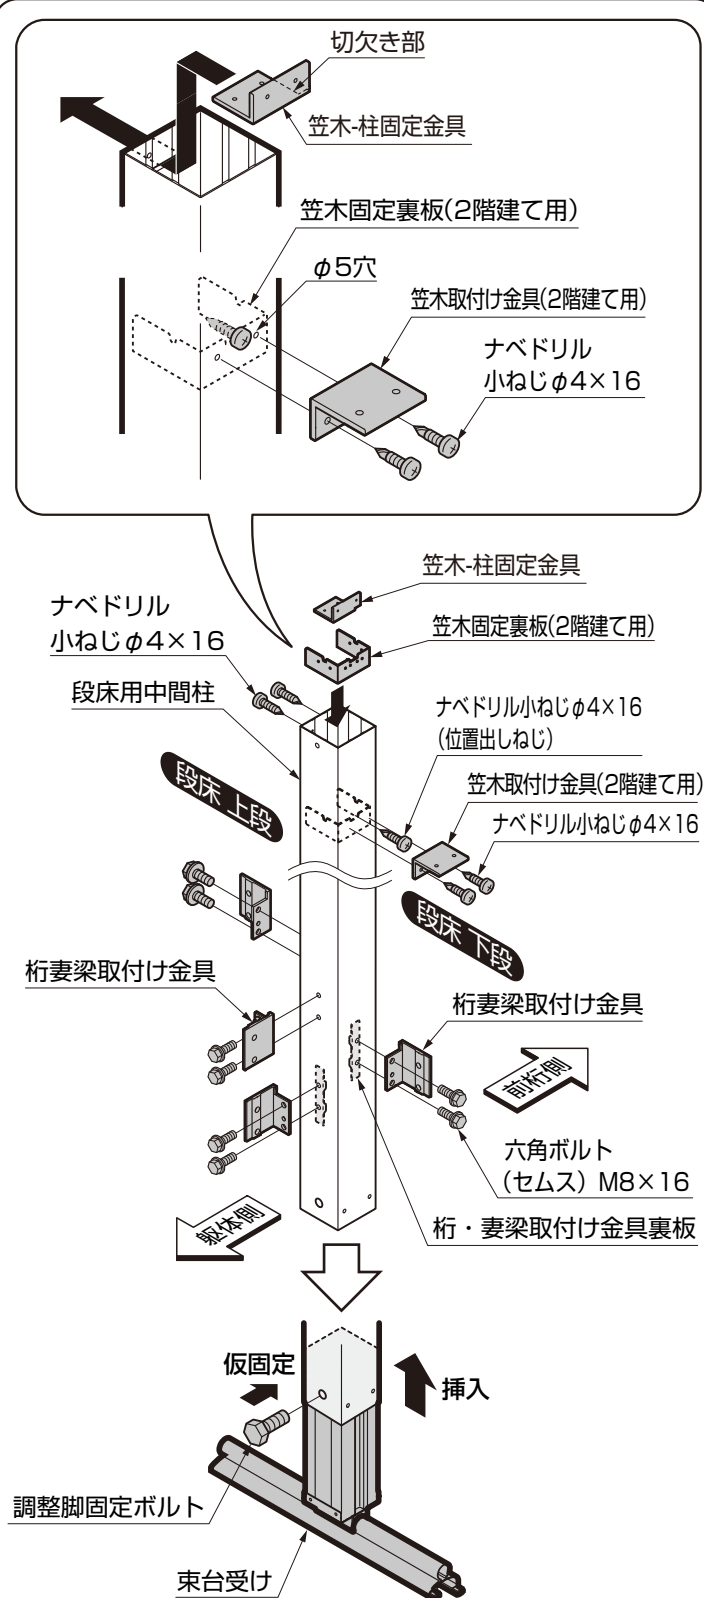 切欠き部
笠木-柱固定金具
笠木固定裏板(2階建て用)
φ5穴
笠木取付け金具(2階建て用)
ナベドリル
小ねじφ4×16
笠木-柱固定金具
ナベドリル
小ねじφ4×16
笠木固定裏板(2階建て用)
段床用中間柱
ナベドリル小ねじφ4×16
(位置出しねじ)
段床 上段
笠木取付け金具(2階建て用)
ナベドリル小ねじφ4×16
段床 下段
桁妻梁取付け金具
桁妻梁取付け金具
前桁側
六角ボルト
(セムス) M8×16
躯体側
桁・妻梁取付け金具裏板
仮固定
挿入
調整脚固定ボルト
束台受け